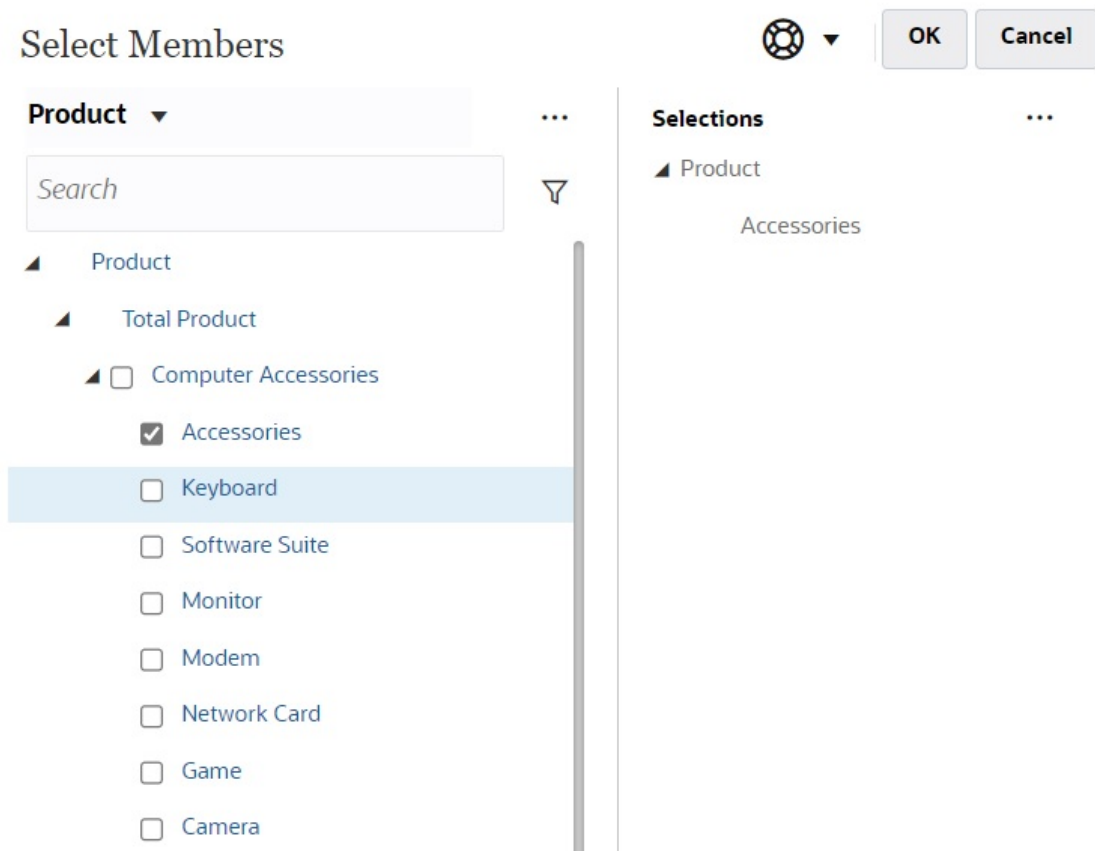 Select Members
OK
Cancel
Product
...
Search
Product
Total Product
Computer Accessories
Accessories
Keyboard
Software Suite
Monitor
Modem
Network Card
Game
Camera
Selections
...
Product
Accessories